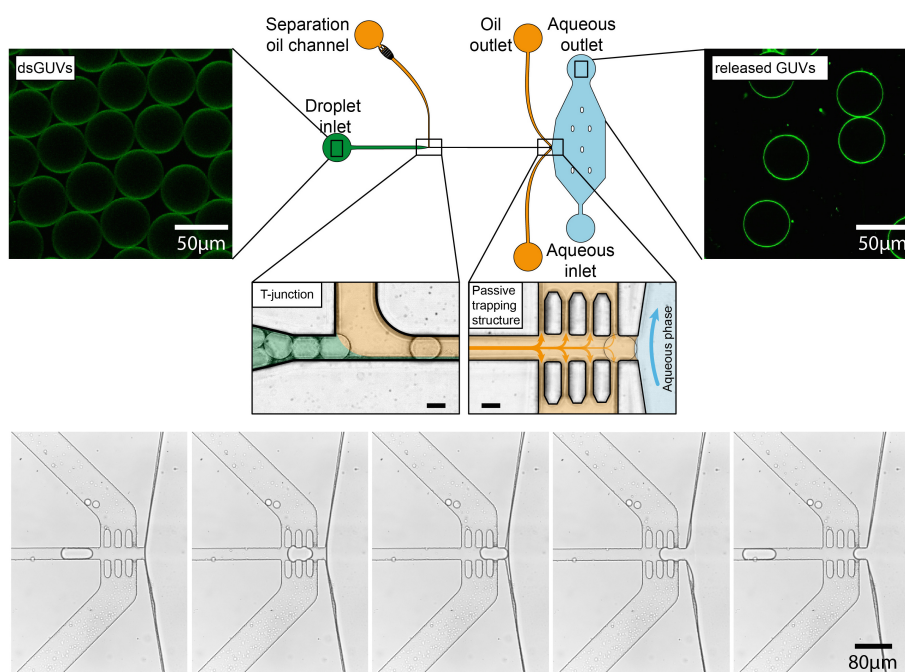 dsGUVs
50µm
Separation
oil channel
Droplet
inlet
Oil
outlet
Aqueous
outlet
Aqueous
inlet
released GUVs
50µm
T-junction
Passive
trapping
structure
Aqueous phase
80µm